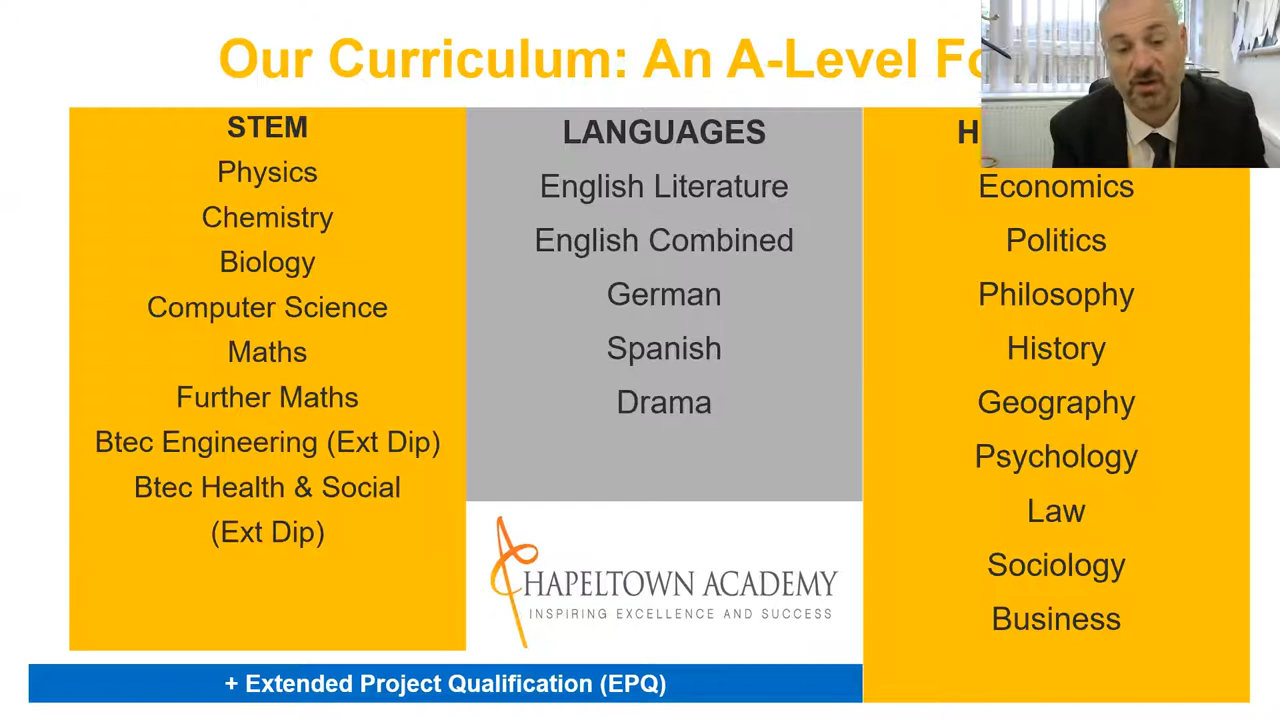 Our Curriculum: An A-Level
STEM
Physics
Chemistry
Biology
Computer Science
Maths
Further Maths
Btec Engineering (Ext Dip)
Btec Health & Social
(Ext Dip)
LANGUAGES
English Literature
English Combined
German
Spanish
Drama
Economics
Politics
Philosophy
History
Geography
Psychology
Law
Sociology
Business
CHAPELTOWN ACADEMY
INSPIRING EXCELLENCE AND SUCCESS
+ Extended Project Qualification (EPQ)